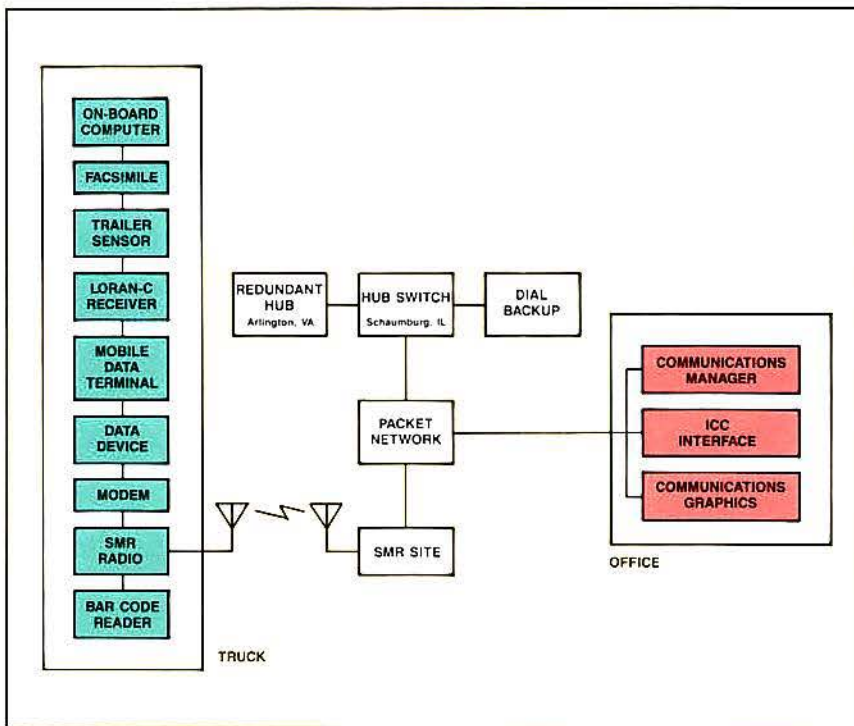 ON-BOARD
COMPUTER
FACSIMILE
TRAILER
SENSOR
LORAN-C
RECEIVER
MOBILE
DATA
TERMINAL
DATA
DEVICE
MODEM
SMR
RADIO
BAR CODE
READER
TRUCK
REDUNDANT
HUB
Arlington, VA
HUB SWITCH
Schaumburg, IL
DIAL
BACKUP
PACKET
NETWORK
SMR SITE
COMMUNICATIONS
MANAGER
ICC
INTERFACE
COMMUNICATIONS
GRAPHICS
OFFICE